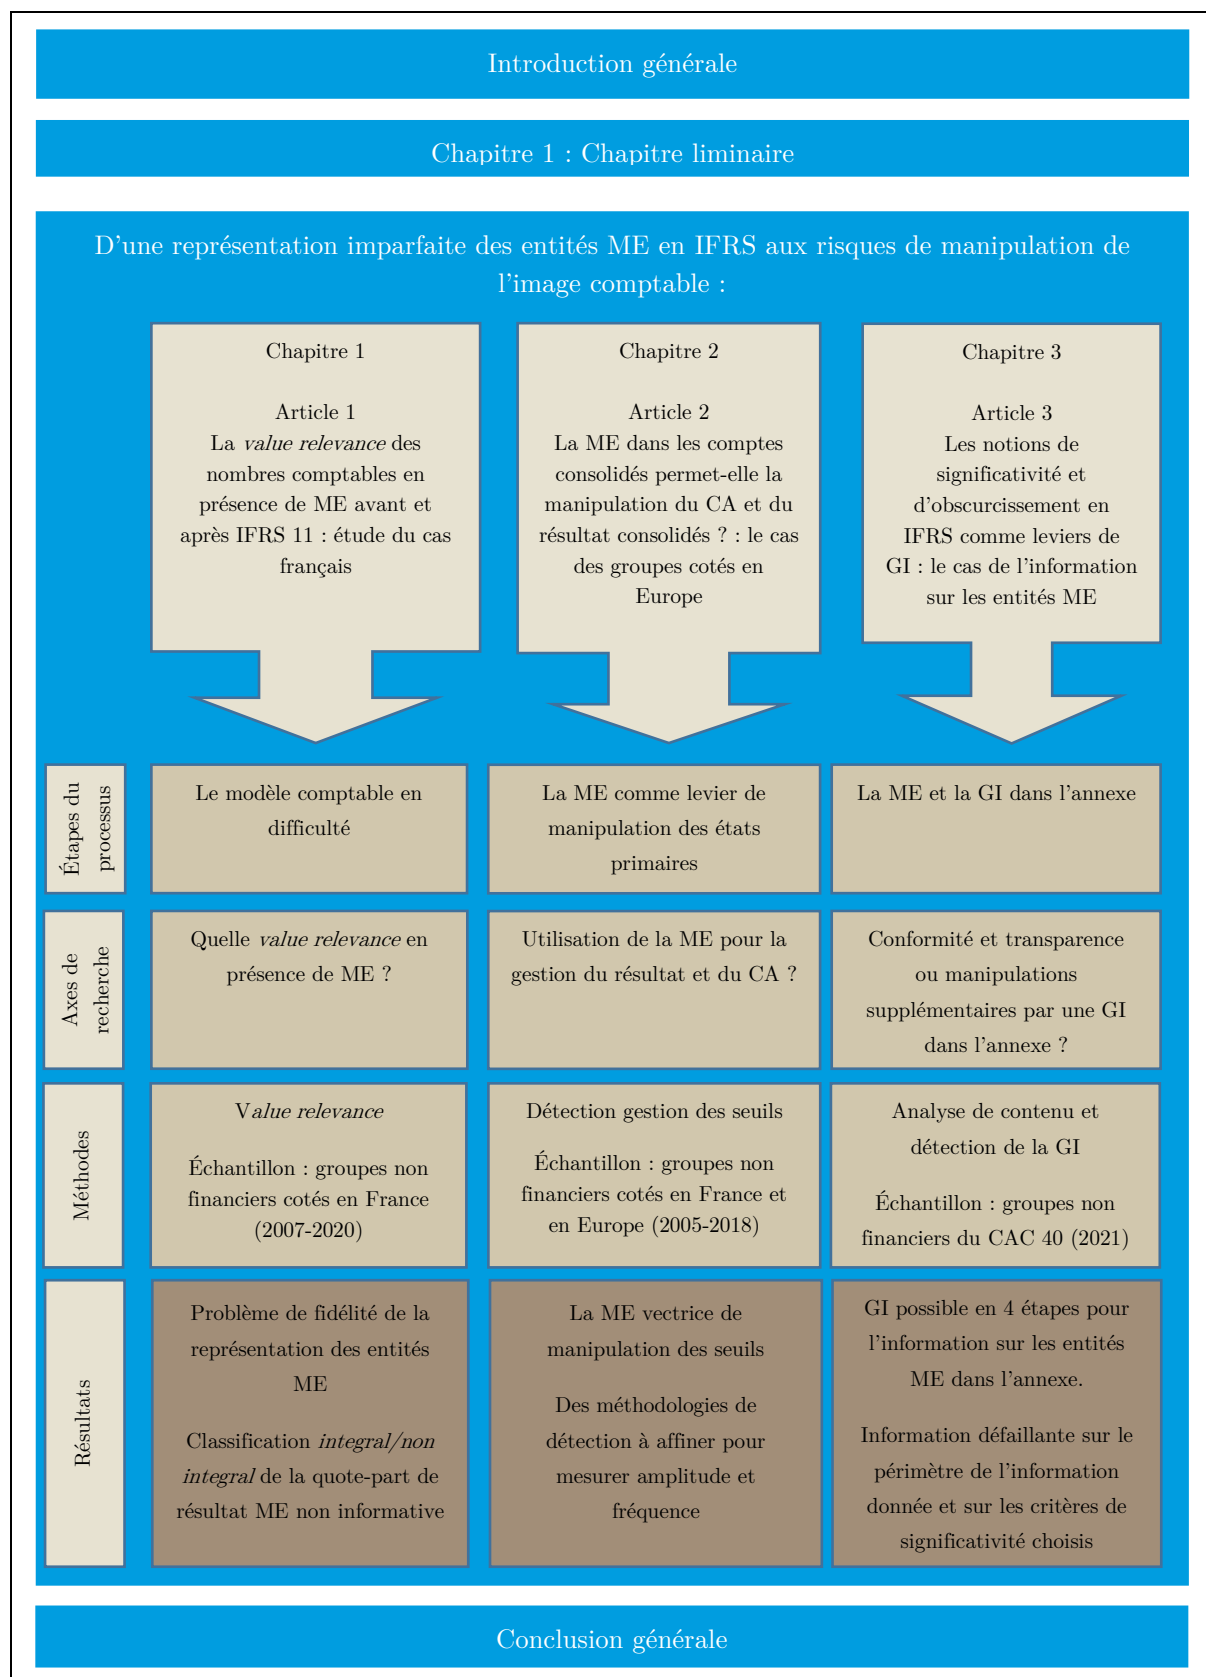 Introduction générale
Chapitre 1 : Chapitre liminaire
D'une représentation imparfaite des entités ME en IFRS aux risques de manipulation de
l'image comptable :
Chapitre 1
Article 1
La value relevance des
nombres comptables en
présence de ME avant et
après IFRS 11 : étude du cas
français
Chapitre 2
Article 2
La ME dans les comptes
consolidés permet-elle la
manipulation du CA et du
résultat consolidés ? : le cas
des groupes cotés en
Europe
Chapitre 3
Article 3
Les notions de
significativité et
d'obscurcissement en
IFRS comme leviers de
GI : le cas de l'information
sur les entités ME
Étapes du
processus
Le modèle comptable en
difficulté
La ME comme levier de
manipulation des états
primaires
La ME et la GI dans l'annexe
Axes de
recherche
Quelle value relevance en
présence de ME ?
Utilisation de la ME pour la
gestion du résultat et du CA ?
Conformité et transparence
ou manipulations
supplémentaires par une GI
dans l'annexe ?
Méthodes
Value relevance
Échantillon : groupes non
financiers cotés en France
(2007-2020)
Détection gestion des seuils
Échantillon : groupes non
financiers cotés en France et
en Europe (2005-2018)
Analyse de contenu et
détection de la GI
Échantillon : groupes non
financiers du CAC 40 (2021)
Résultats
Problème de fidélité de la
représentation des entités
ME
Classification integral/non
integral de la quote-part de
résultat ME non informative
La ME vectrice de
manipulation des seuils
Des méthodologies de
détection à affiner pour
mesurer amplitude et
fréquence
GI possible en 4 étapes pour
l'information sur les entités
ME dans l'annexe.
Information défaillante sur le
périmètre de l'information
donnée et sur les critères de
significativité choisis
Conclusion générale